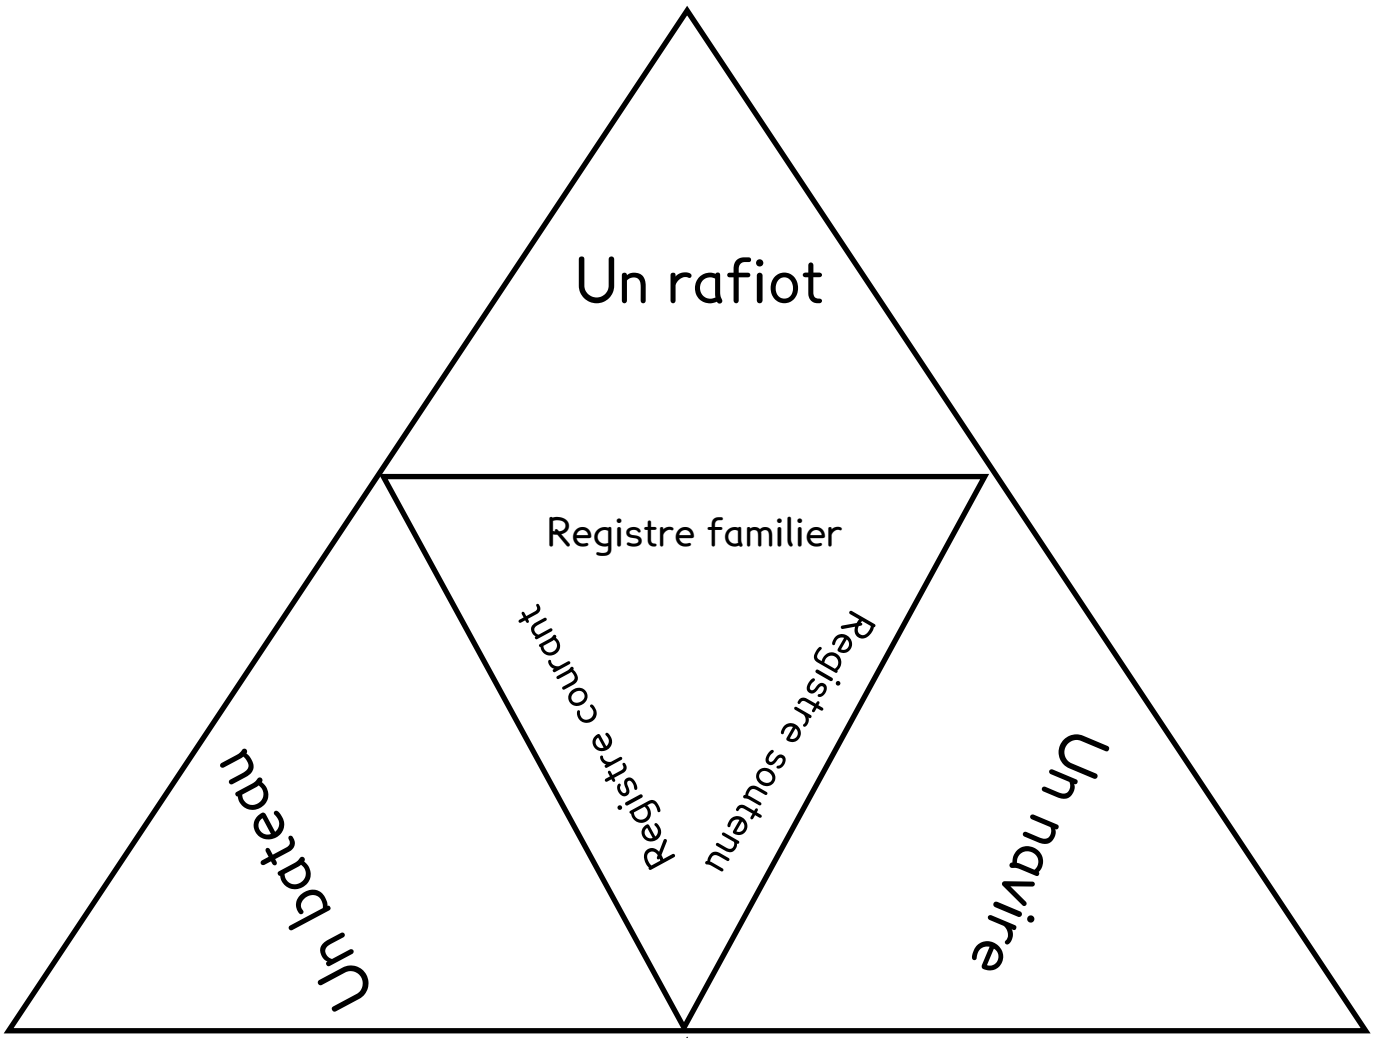 Un rafiot
Registre familier
Registre courant
Registre soutenu
Un bateau
Un navire